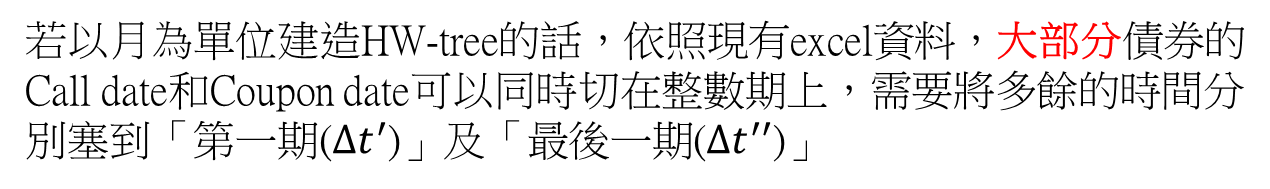 若以月為單位建造HW-tree的話，依照現有excel資料，大部分債券的
Call date和Coupon date可以同時切在整數期上，需要將多餘的時間分
別塞到「第一期(Δt′)」及「最後一期(Δt′′)」